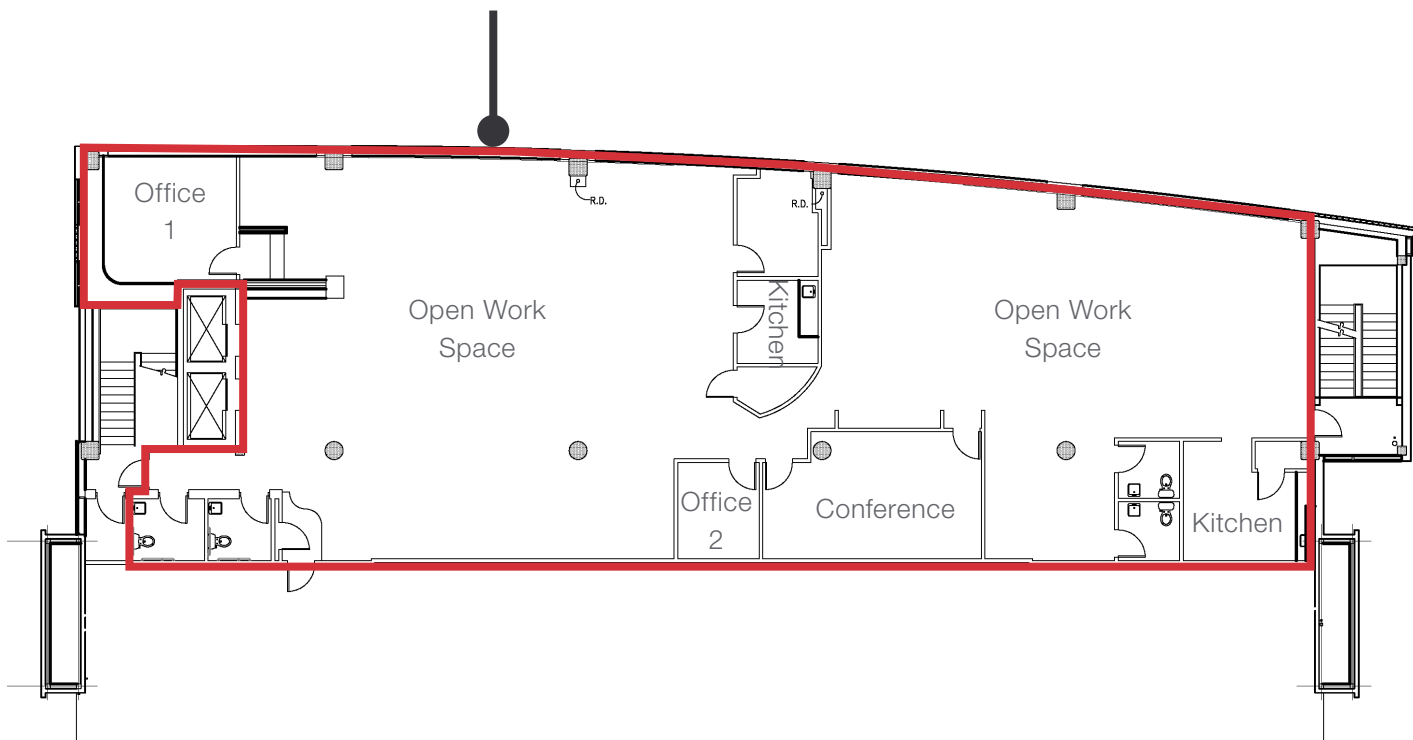 Office
1
R.D.
R.D.
Open Work
Space
Kitchen
Open Work
Space
Office
2
Conference
Kitchen